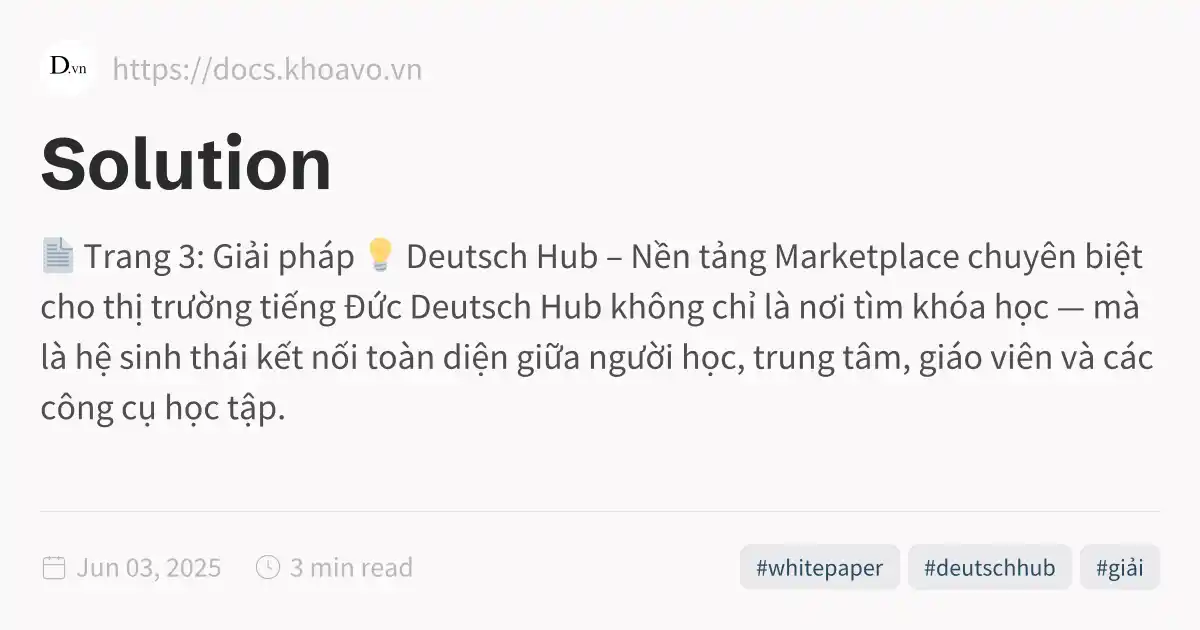 D.vn https://docs.khoavo.vn
Solution
📄 Trang 3: Giải pháp 💡 Deutsch Hub – Nền tảng Marketplace chuyên biệt
cho thị trường tiếng Đức Deutsch Hub không chỉ là nơi tìm khóa học — mà
là hệ sinh thái kết nối toàn diện giữa người học, trung tâm, giáo viên và các
công cụ học tập.
Jun 03, 2025 3 min read #whitepaper #deutschhub #giải